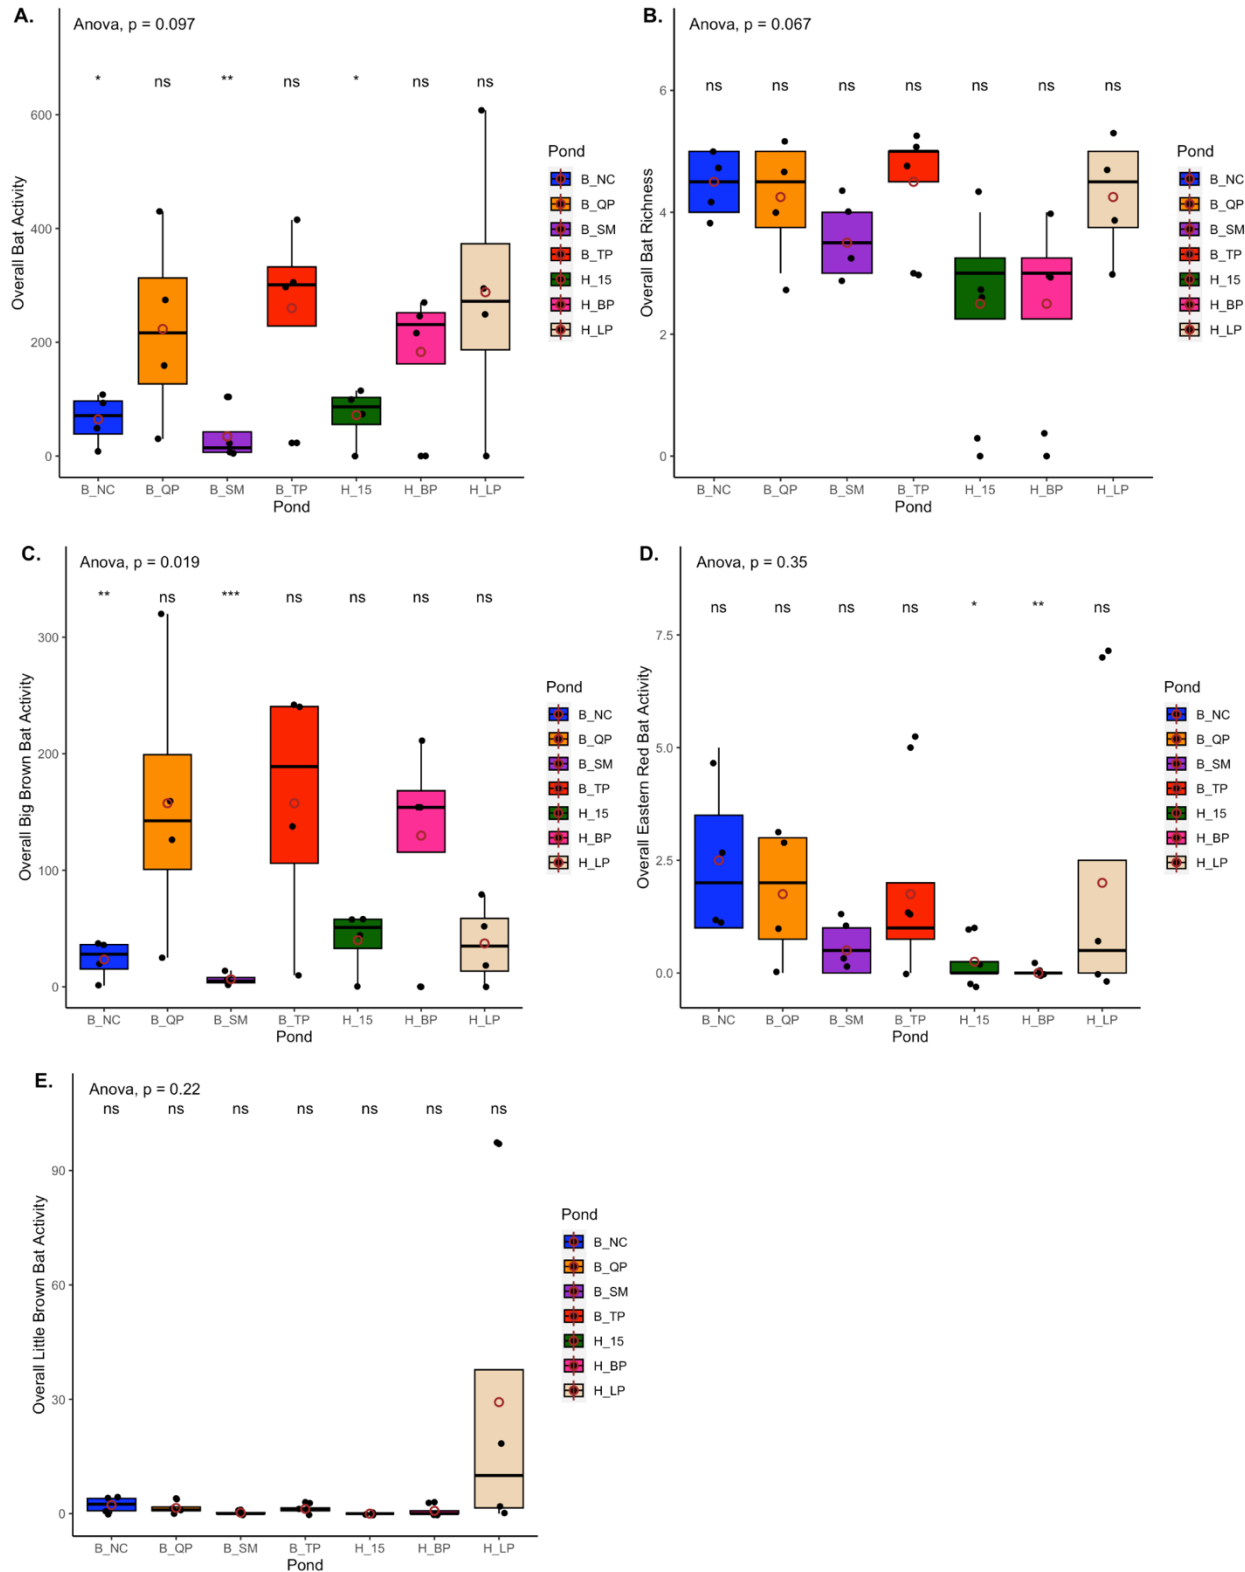 A.
Anova, p = 0.097
* ns ** ns * ns ns
600
400
200
0
Overall Bat Activity
B_NC B_QP B_SM B_TP H_15 H_BP H_LP
Pond
Pond
B_NC
B_QP
B_SM
B_TP
H_15
H_BP
H_LP
B.
Anova, p = 0.067
ns ns ns ns ns ns ns
6
4
2
0
Overall Bat Richness
B_NC B_QP B_SM B_TP H_15 H_BP H_LP
Pond
Pond
B_NC
B_QP
B_SM
B_TP
H_15
H_BP
H_LP
C.
Anova, p = 0.019
** ns *** ns ns ns ns
300
200
100
0
Overall Big Brown Bat Activity
B_NC B_QP B_SM B_TP H_15 H_BP H_LP
Pond
Pond
B_NC
B_QP
B_SM
B_TP
H_15
H_BP
H_LP
D.
Anova, p = 0.35
ns ns ns ns * ** ns
7.5
5.0
2.5
0.0
Overall Eastern Red Bat Activity
B_NC B_QP B_SM B_TP H_15 H_BP H_LP
Pond
Pond
B_NC
B_QP
B_SM
B_TP
H_15
H_BP
H_LP
E.
Anova, p = 0.22
ns ns ns ns ns ns ns
90
60
30
0
Overall Little Brown Bat Activity
B_NC B_QP B_SM B_TP H_15 H_BP H_LP
Pond
Pond
B_NC
B_QP
B_SM
B_TP
H_15
H_BP
H_LP